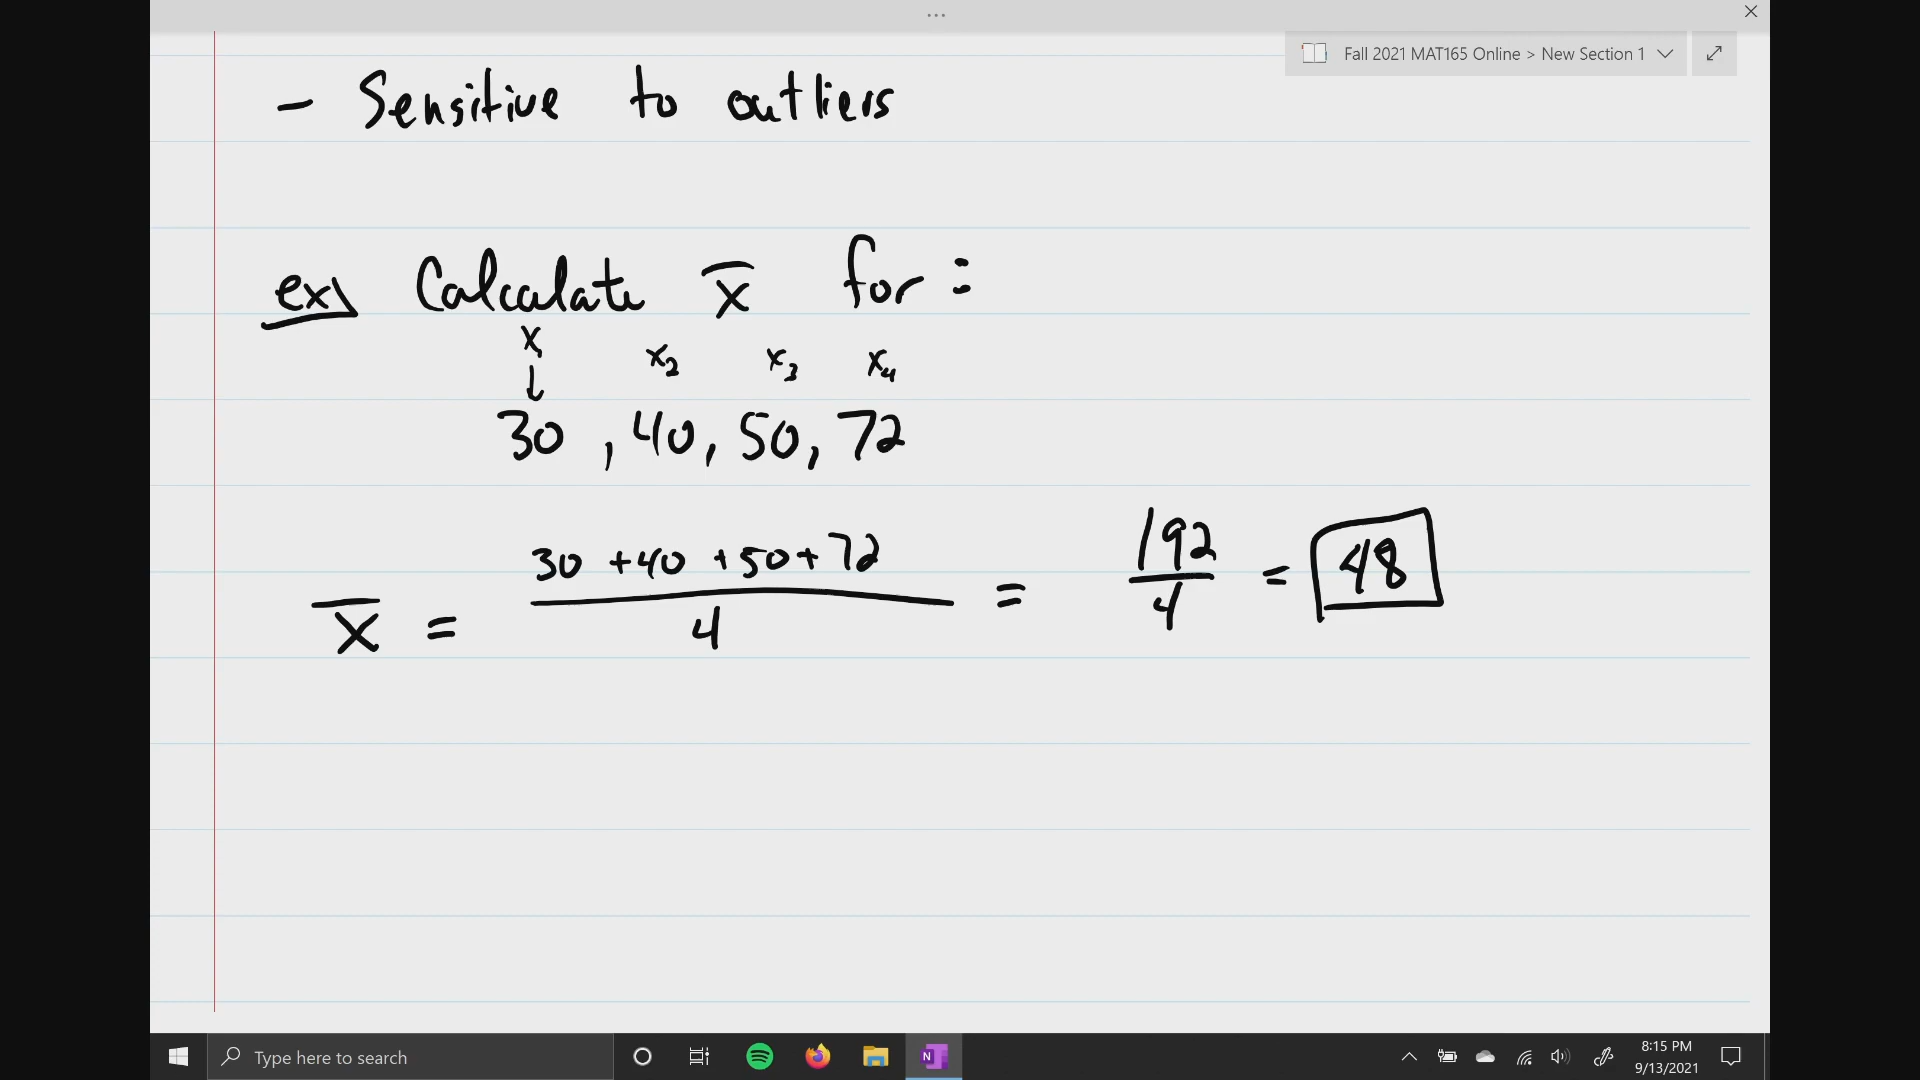 Fall 2021 MAT165 Online > New Section 1
- Sensitive to outliers
ex) Calculate x̄ for :
x₁ x₂ x₃ x₄
↓
30 , 40, 50, 72
x̄ = (30 + 40 + 50 + 72)/4 = 192/4 = 48
Type here to search
8:15 PM
9/13/2021